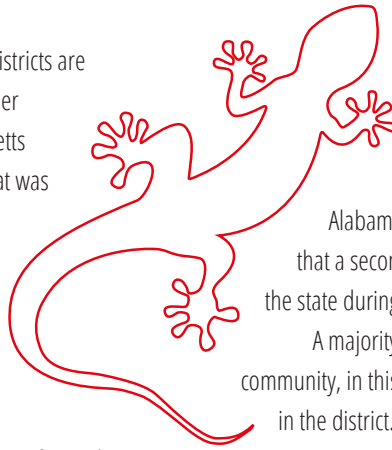 istricts are
er
etts
at was
Alabam
that a secon
the state during
A majority
community, in this
in the district.